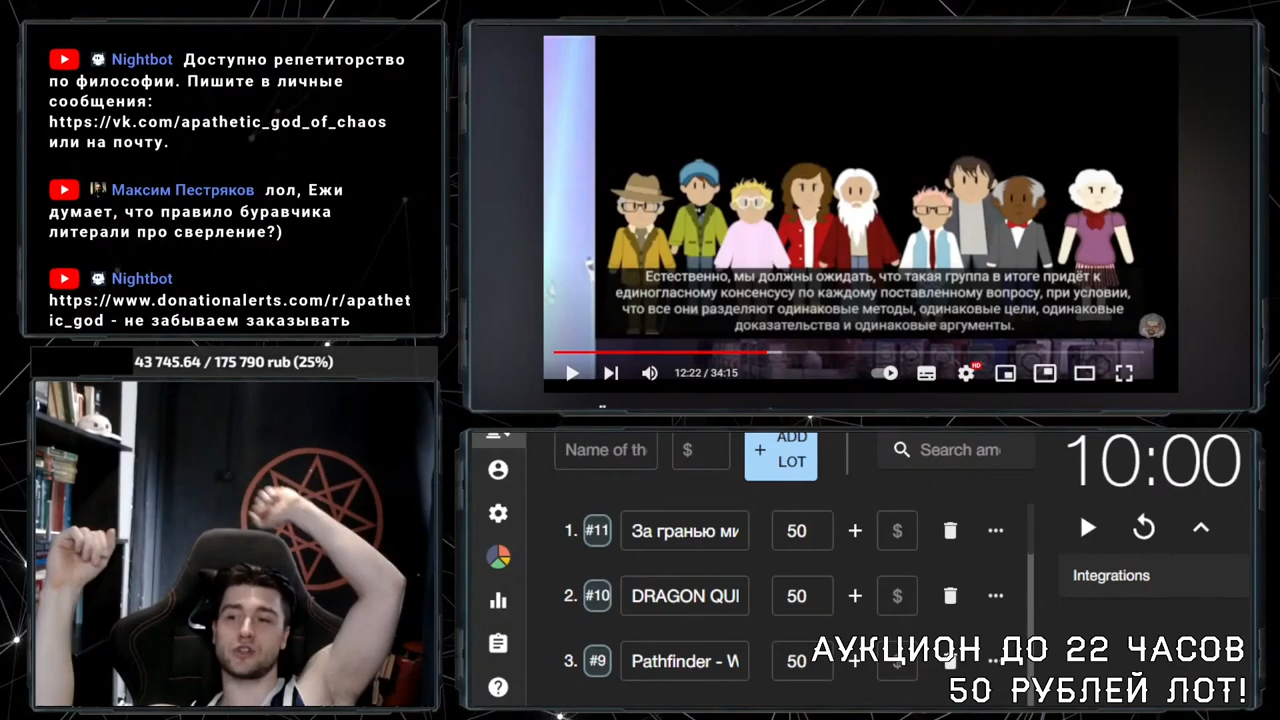 Nightbot Доступно репетиторство
по философии. Пишите в личные
сообщения:
https://vk.com/apathetic_god_of_chaos
или на почту.
Максим Пестряков лол, Ежи
думает, что правило буравчика
литерали про сверление?)
Nightbot
https://www.donationalerts.com/r/apathet
ic_god - не забываем заказывать
43 745.64 / 175 790 rub (25%)
Естественно, мы должны ожидать, что такая группа в итоге придёт к
единогласному консенсусу по каждому поставленному вопросу, при условии,
что все они разделяют одинаковые методы, одинаковые цели, одинаковые
доказательства и одинаковые аргументы.
12:22 / 34:15
HD
Name of th
$
+ ADD
LOT
Search am
10:00
1. #11 За гранью ми 50 + $
Integrations
2. #10 DRAGON QUI 50 + $
3. #9 Pathfinder - W 50
АУКЦИОН ДО 22 ЧАСОВ
50 РУБЛЕЙ ЛОТ!